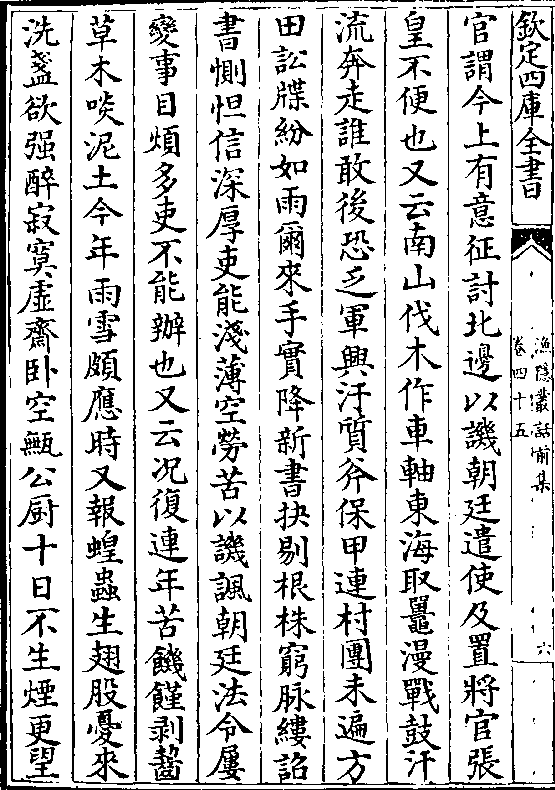 欽定四庫全書
漁隱叢話前集
卷四十五
六
官謂今上有意征討北邊以譏朝廷遣使及置將官張
皇不便也又云南山伐木作車軸東海取鼉漫戰鼓汗
流奔走誰敢後恐乏軍興汙質斧保甲連村團未遍方
田訟牒紛如雨爾來手實降新書抉剔根株窮脉縷詔
書惻怛信深厚吏能淺薄空勞苦以譏諷朝廷法令屢
變事目煩多吏不能辦也又云况復連年苦饑饉剥齧
草木啖泥土今年雨雪頗應時又報蝗蟲生翅股憂來
洗盞欲强醉寂寞虚齋卧空甒公厨十日不生煙更望